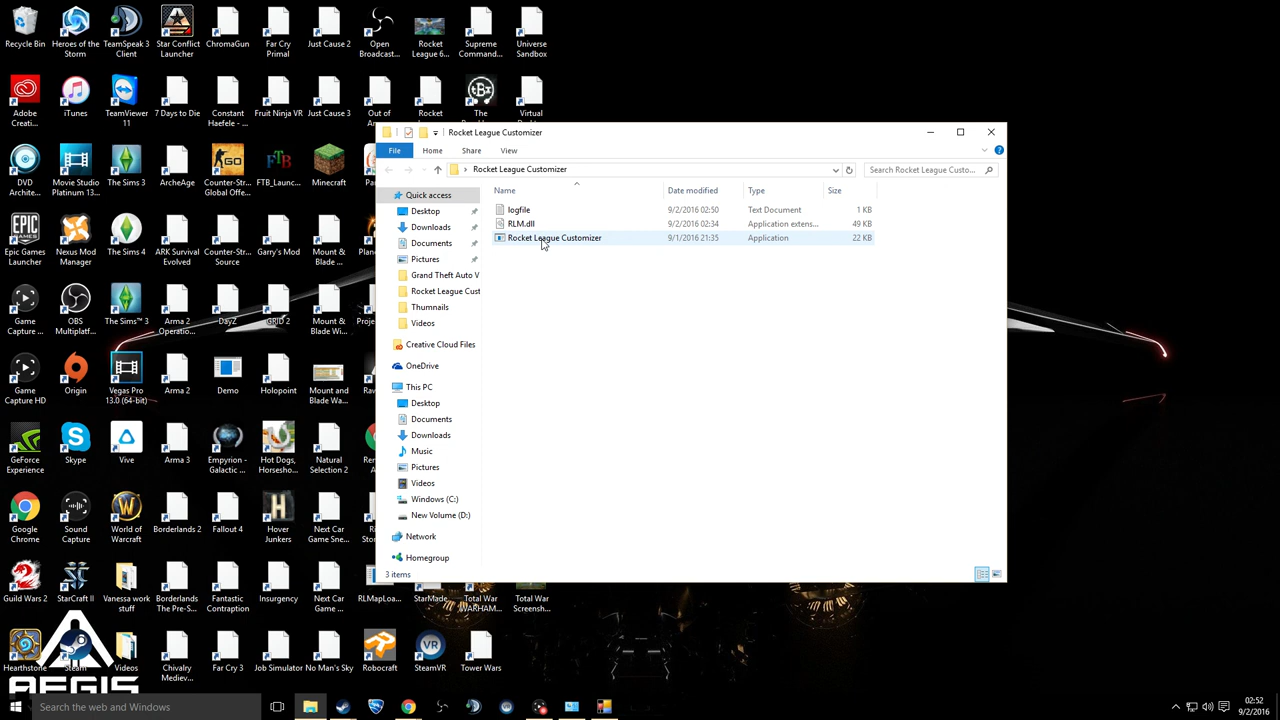 Recycle Bin
Heroes of the Storm
TeamSpeak 3 Client
Star Conflict Launcher
ChromaGun
Far Cry Primal
Just Cause 2
Open Broadcast...
Rocket League 6...
Supreme Command...
Universe Sandbox
Adobe Creati...
iTunes
TeamViewer 11
7 Days to Die
Constant Haefele - ...
Fruit Ninja VR
Just Cause 3
Out of
Rocket
The
Virtual
Rocket League Customizer
File
Home
Share
View
Rocket League Customizer
Search Rocket League Custo...
Name
Date modified
Type
Size
logfile
9/2/2016 02:50
Text Document
1 KB
RLM.dll
9/2/2016 02:34
Application extens...
49 KB
Rocket League Customizer
9/1/2016 21:35
Application
22 KB
Quick access
Desktop
Downloads
Documents
Pictures
Grand Theft Auto V
Rocket League Cust
Thumnails
Videos
Creative Cloud Files
OneDrive
This PC
Desktop
Documents
Downloads
Music
Pictures
Videos
Windows (C:)
New Volume (D:)
Network
Homegroup
3 items
DVD Archite...
Movie Studio Platinum 13...
The Sims 3
ArcheAge
Counter-Str... Global Offe...
FTB_Launc...
Minecraft
Epic Games Launcher
Nexus Mod Manager
The Sims 4
ARK Survival Evolved
Counter-Str... Source
Garry's Mod
Mount & Blade ...
Game Capture ...
OBS Multiplatf...
The Sims™ 3
Arma 2 Operatio...
DayZ
GRID 2
Mount & Blade Wi...
Game Capture HD
Origin
Vegas Pro 13.0 (64-bit)
Arma 2
Demo
Holopoint
Mount and Blade Wa...
GeForce Experience
Skype
Vive
Arma 3
Empyrion - Galactic ...
Hot Dogs, Horsesho...
Natural Selection 2
Google Chrome
Sound Capture
World of Warcraft
Borderlands 2
Fallout 4
Hover Junkers
Next Car Game Sne...
Guild Wars 2
StarCraft II
Vanessa work stuff
Borderlands The Pre-S...
Fantastic Contraption
Insurgency
Next Car Game ...
RLMapLoa...
StarMade
Total War WARHAM...
Total War Screensh...
Hearthstone
Steam
Videos
Chivalry Mediev...
Far Cry 3
Job Simulator
No Man's Sky
Robocraft
SteamVR
Tower Wars
AEGIS
Search the web and Windows
02:52
9/2/2016